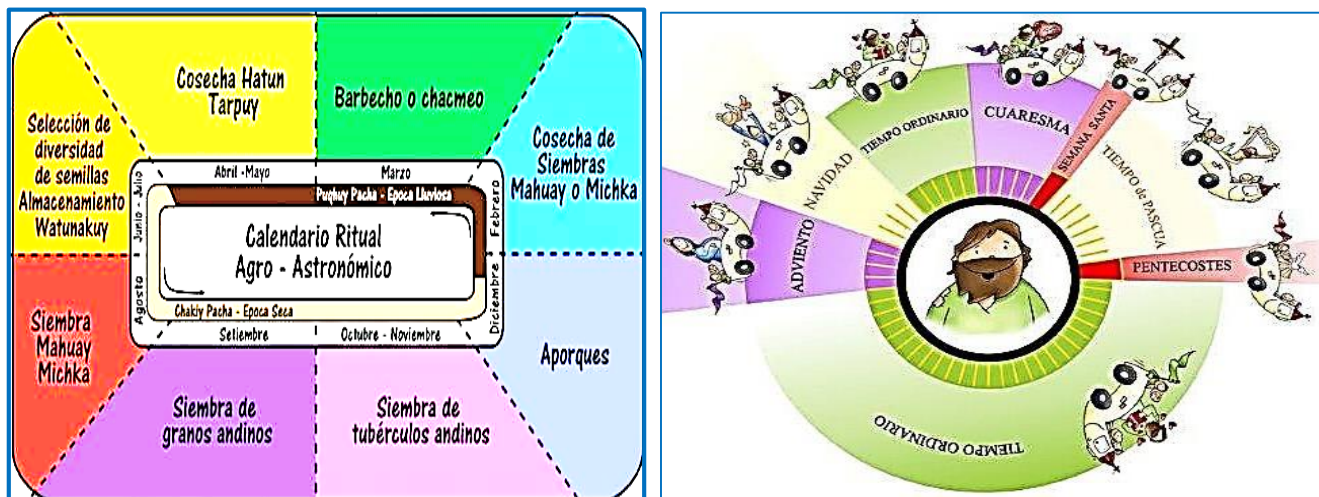 Cosecha Hatun
Tarpuy
Barbecho o chacmeo
Selección de
diversidad
de semillas
Almacenamiento
Watunakuy
Cosecha de
Siembras
Mahuay o Michka
Abril -Mayo
Marzo
Junio - Julio
Febrero
Puqhuy Pacha - Epoca Lluviosa
Calendario Ritual
Agro - Astronómico
Chakiy Pacha - Epoca Seca
Agosto
Diciembre
Setiembre
Octubre - Noviembre
Siembra
Mahuay
Michka
Aporques
Siembra de
granos andinos
Siembra de
tubérculos andinos
ADVIENTO
NAVIDAD
TIEMPO ORDINARIO
CUARESMA
SEMANA SANTA
TIEMPO de PASCUA
PENTECOSTES
TIEMPO ORDINARIO